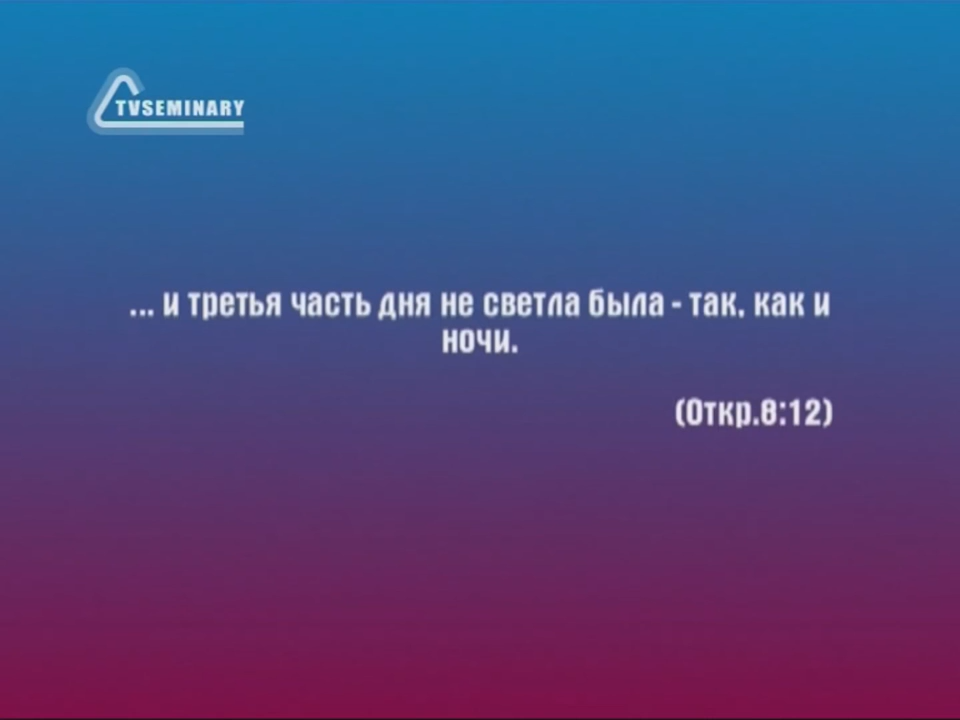 TVSEMINARY
... и третья часть дня не светла была - так, как и
ночи.
(Откр.8:12)